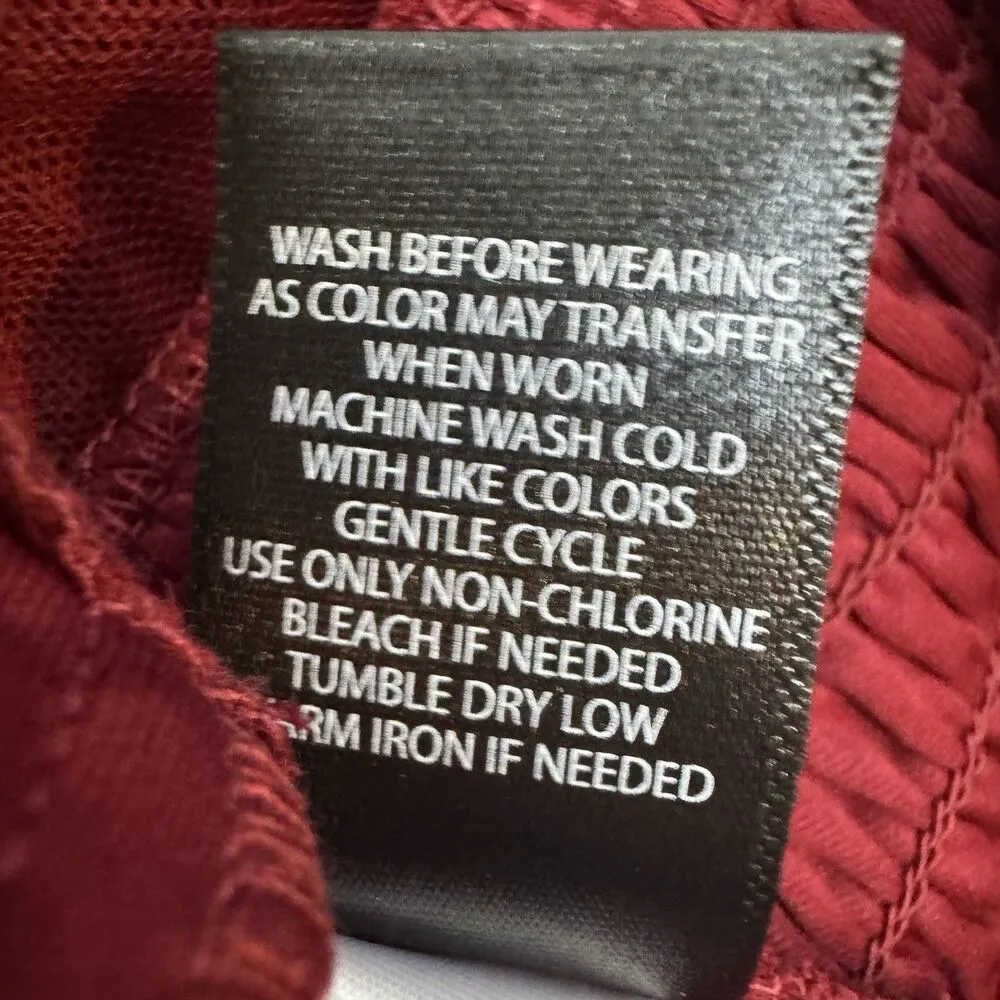 WASH BEFORE WEARING
AS COLOR MAY TRANSFER
WHEN WORN
MACHINE WASH COLD
WITH LIKE COLORS
GENTLE CYCLE
USE ONLY NON-CHLORINE
BLEACH IF NEEDED
TUMBLE DRY LOW
IRON IF NEEDED